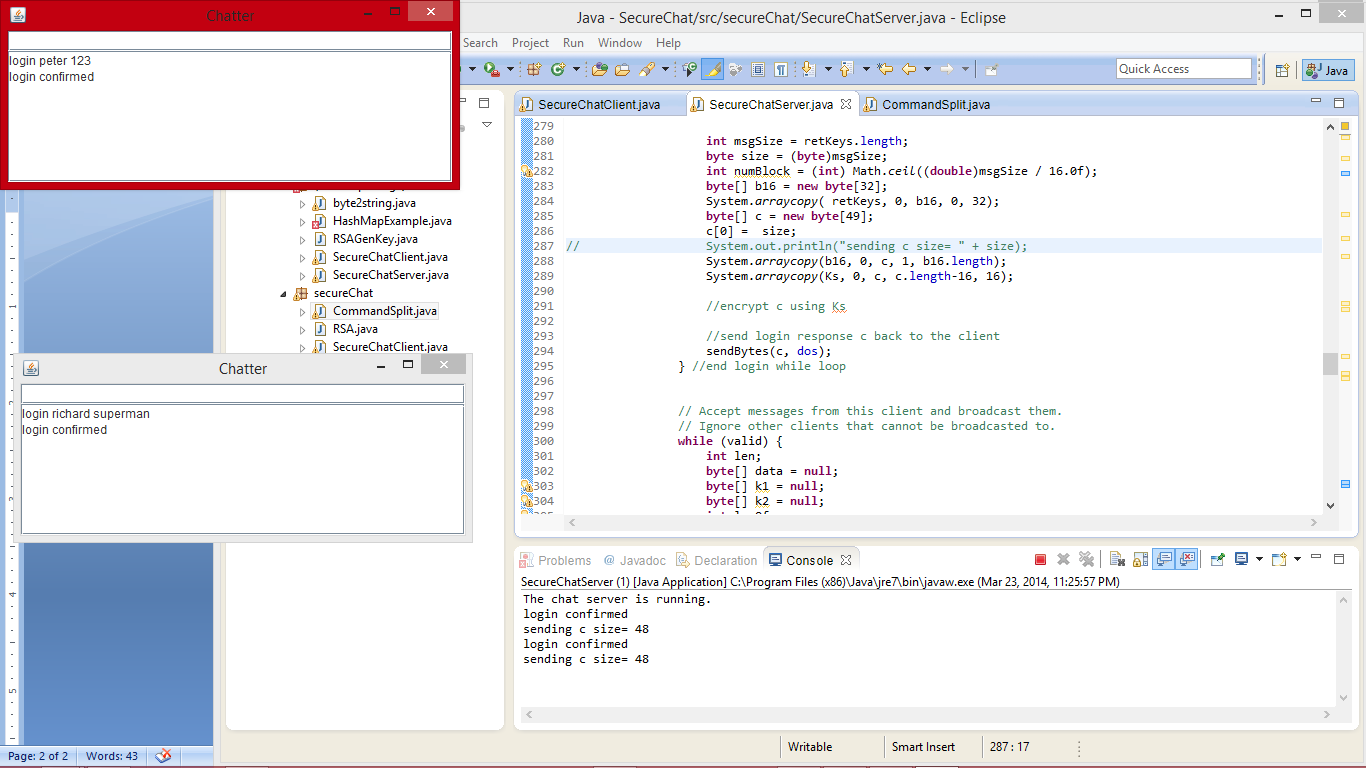 Chatter
login peter 123
login confirmed
Java - SecureChat/src/secureChat/SecureChatServer.java - Eclipse
Search Project Run Window Help
Quick Access
Java
byte2string.java
HashMapExample.java
RSAGenKey.java
SecureChatClient.java
SecureChatServer.java
secureChat
CommandSplit.java
RSA.java
SecureChatClient.java
Chatter
login richard superman
login confirmed
SecureChatClient.java SecureChatServer.java CommandSplit.java
279
280 int msgSize = retKeys.length;
281 byte size = (byte)msgSize;
282 int numBlock = (int) Math.ceil((double)msgSize / 16.0f);
283 byte[] b16 = new byte[32];
284 System.arraycopy( retKeys, 0, b16, 0, 32);
285 byte[] c = new byte[49];
286 c[0] =  size;
287 // System.out.println("sending c size= " + size);
288 System.arraycopy(b16, 0, c, 1, b16.length);
289 System.arraycopy(Ks, 0, c, c.length-16, 16);
290
291 //encrypt c using Ks
292
293 //send login response c back to the client
294 sendBytes(c, dos);
295 } //end login while loop
296
297
298 // Accept messages from this client and broadcast them.
299 // Ignore other clients that cannot be broadcasted to.
300 while (valid) {
301 int len;
302 byte[] data = null;
303 byte[] k1 = null;
304 byte[] k2 = null;
Problems @ Javadoc Declaration Console
SecureChatServer (1) [Java Application] C:\Program Files (x86)\Java\jre7\bin\javaw.exe (Mar 23, 2014, 11:25:57 PM)
The chat server is running.
login confirmed
sending c size= 48
login confirmed
sending c size= 48
Writable Smart Insert 287 : 17
Page: 2 of 2 Words: 43
1
3
4
5